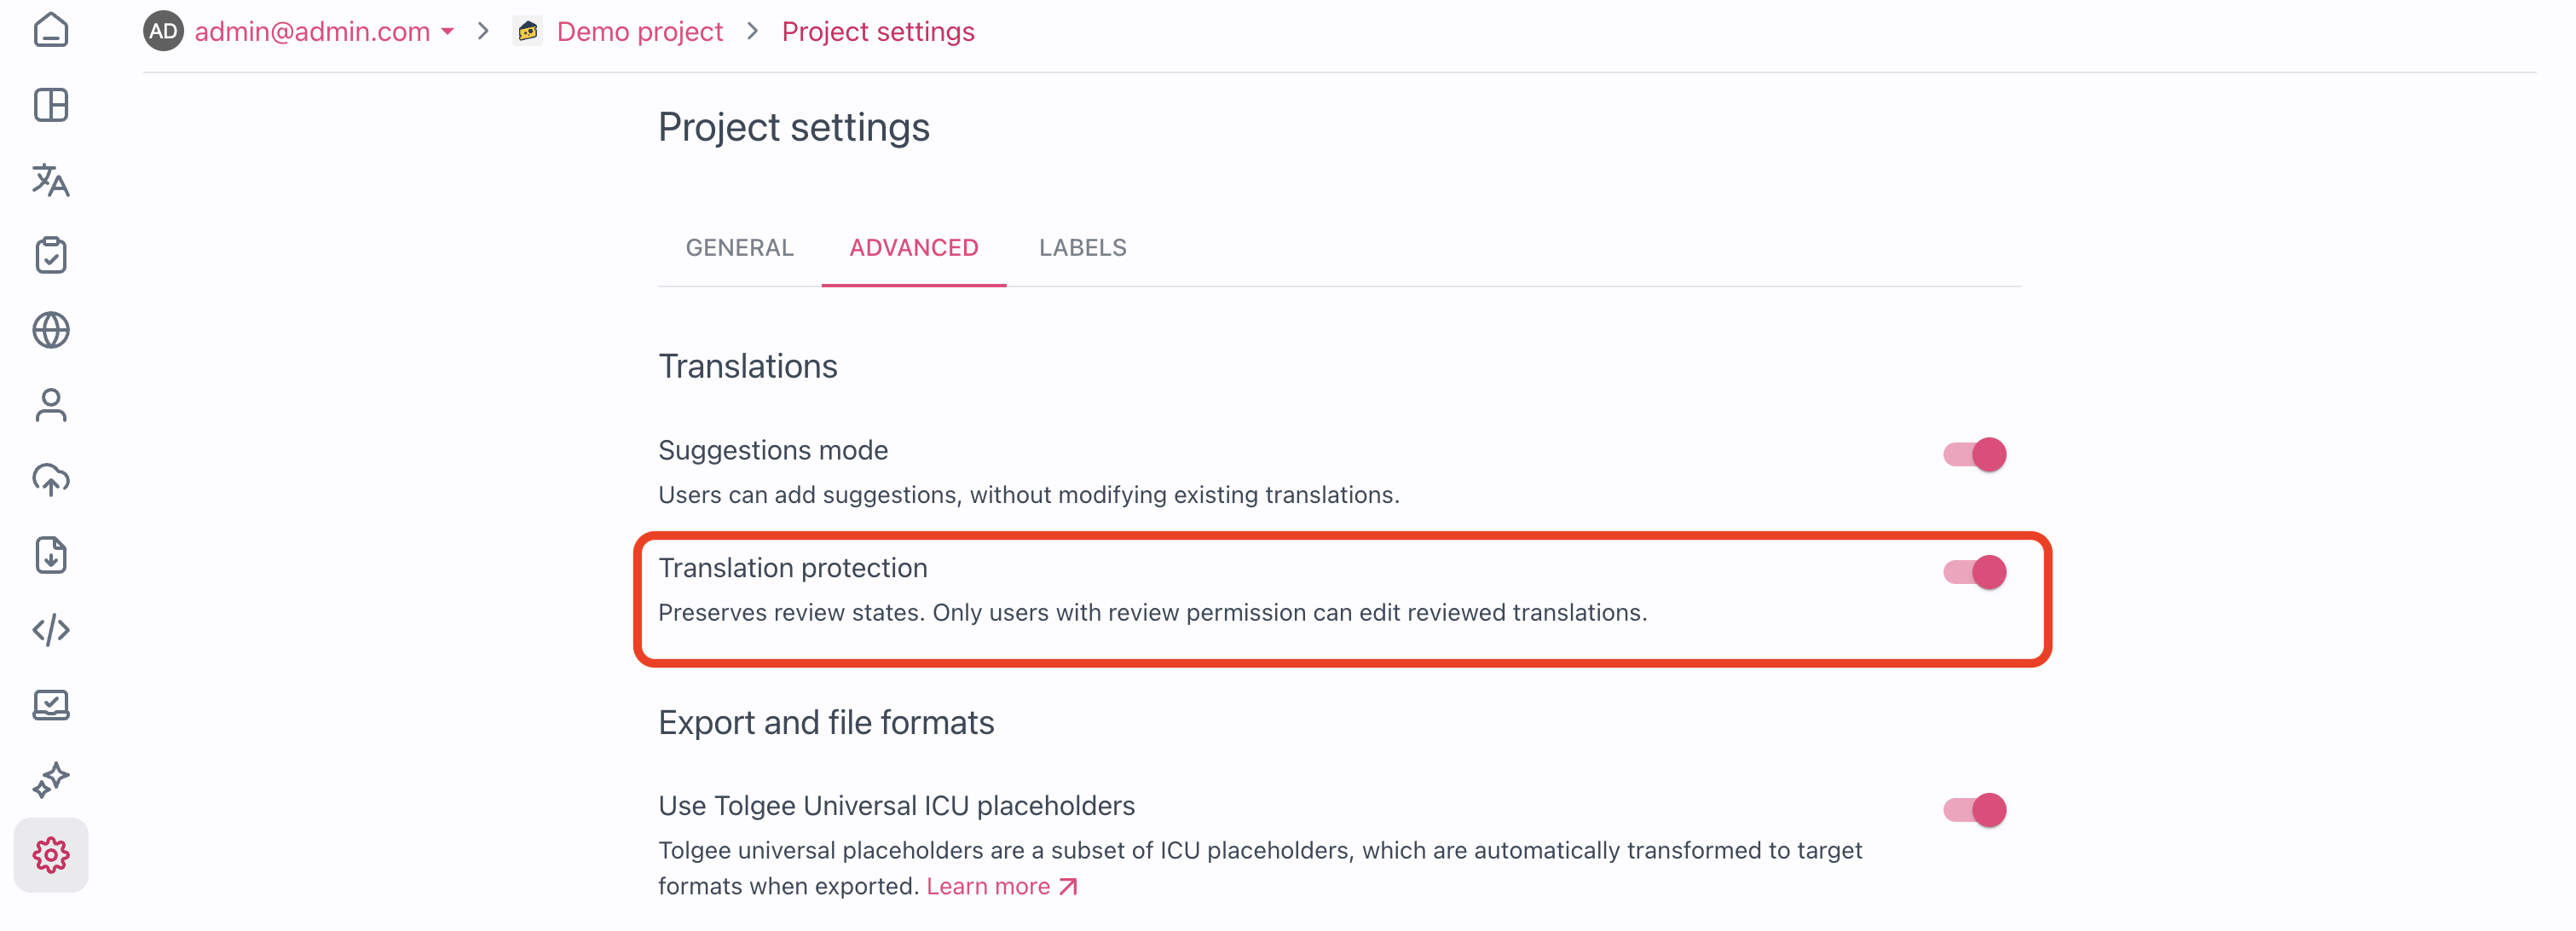 AD admin@admin.com > Demo project > Project settings
Project settings
GENERAL ADVANCED LABELS
Translations
Suggestions mode
Users can add suggestions, without modifying existing translations.
Translation protection
Preserves review states. Only users with review permission can edit reviewed translations.
Export and file formats
Use Tolgee Universal ICU placeholders
Tolgee universal placeholders are a subset of ICU placeholders, which are automatically transformed to target
formats when exported. Learn more